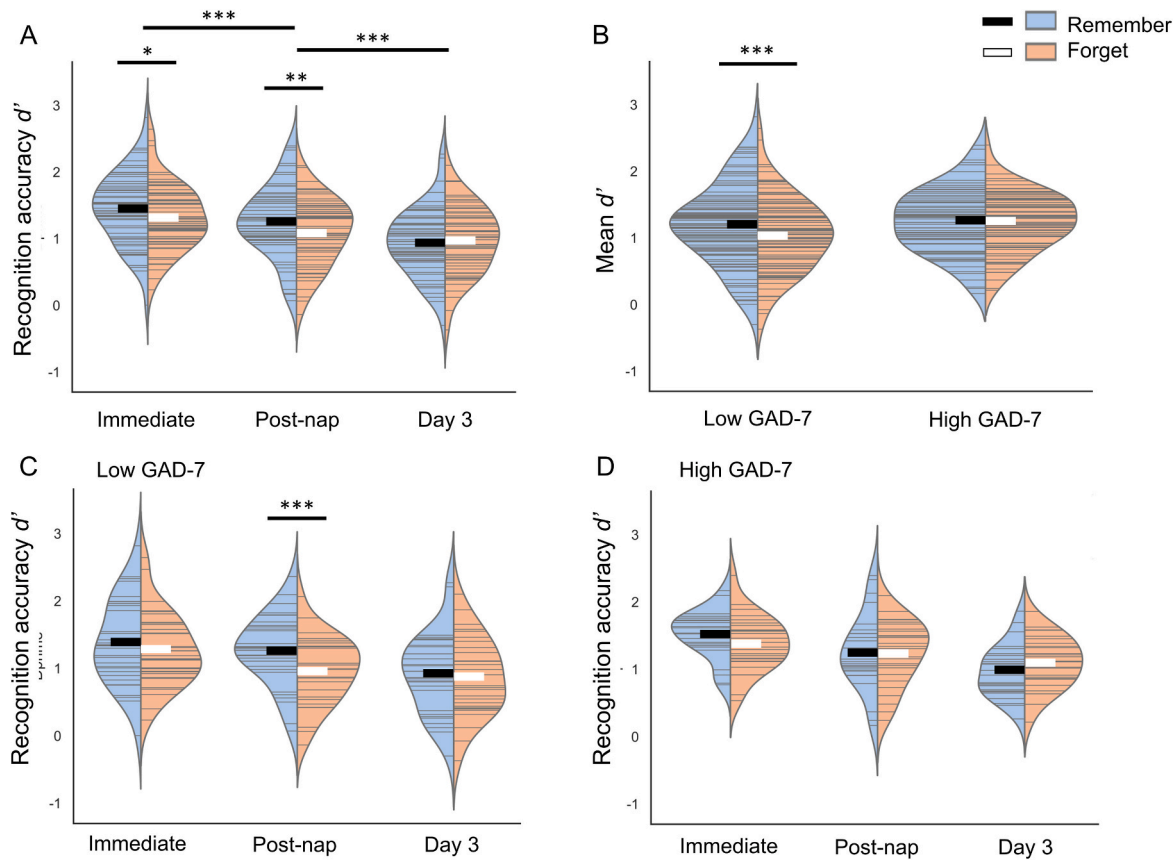 A
***
***
*
**
Recognition accuracy d’
3
2
1
0
-1
Immediate
Post-nap
Day 3
B
***
Remember
Forget
Mean d’
3
2
1
0
-1
Low GAD-7
High GAD-7
C
Low GAD-7
***
Recognition accuracy d’
3
2
1
0
-1
Immediate
Post-nap
Day 3
D
High GAD-7
Recognition accuracy d’
3
2
1
0
-1
Immediate
Post-nap
Day 3